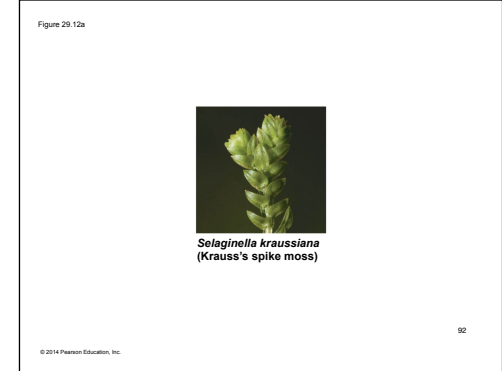 Figure 29.12a
Selaginella kraussiana
(Krauss's spike moss)
92
© 2014 Pearson Education, Inc.